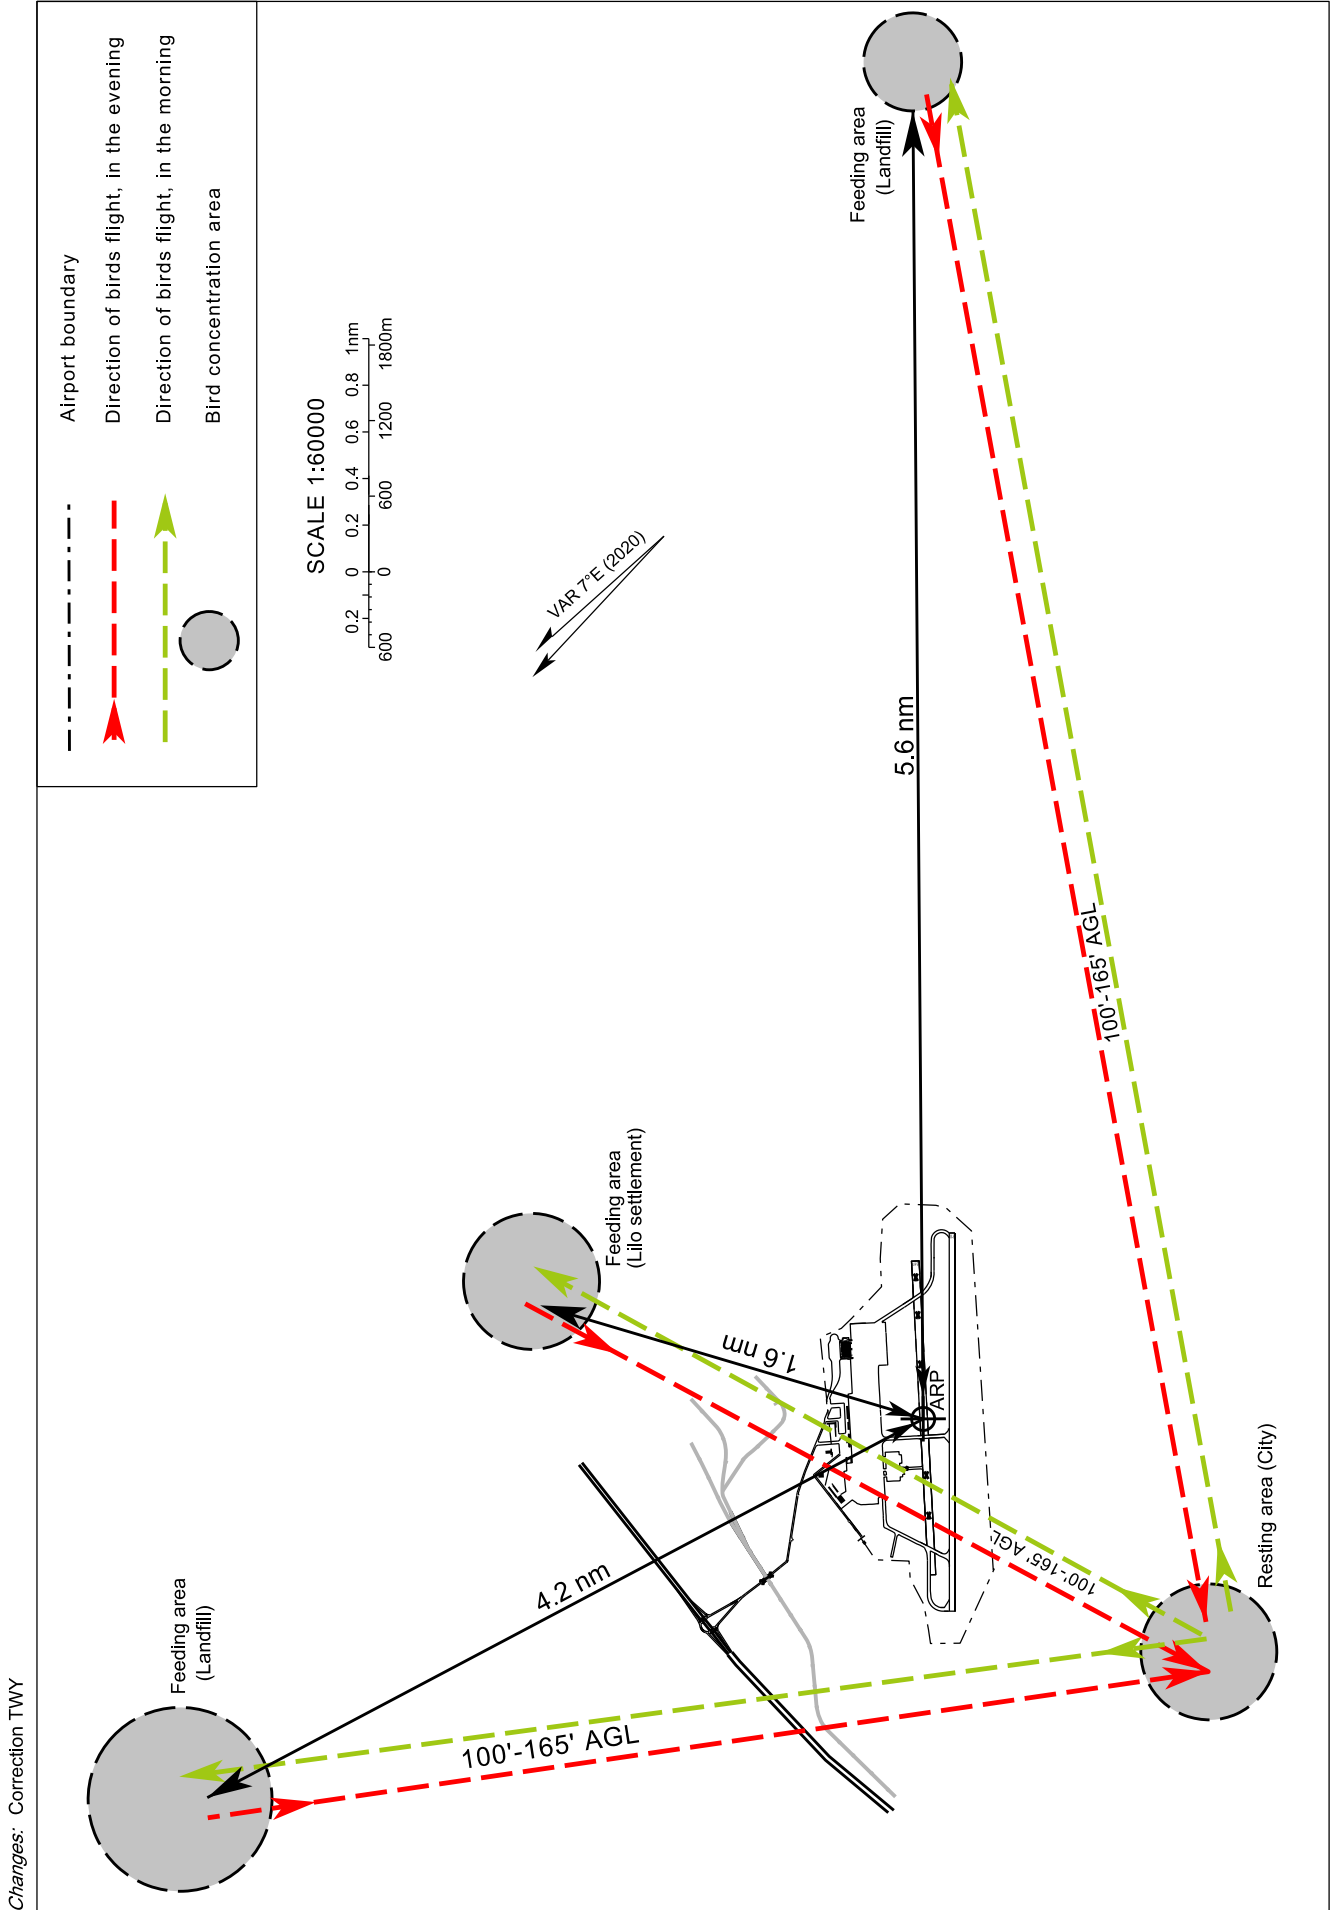 Changes: Correction TWY
Airport boundary
Direction of birds flight, in the evening
Direction of birds flight, in the morning
Bird concentration area
SCALE 1:60000
0.2 0 0.2 0.4 0.6 0.8 1nm
600 0 600 1200 1800m
VAR 7°E (2020)
Feeding area
(Landfill)
4.2 nm
100'-165' AGL
Feeding area
(Lilo settlement)
1.6 nm
Feeding area
(Landfill)
5.6 nm
ARP
100'-165' AGL
100'-165' AGL
Resting area (City)